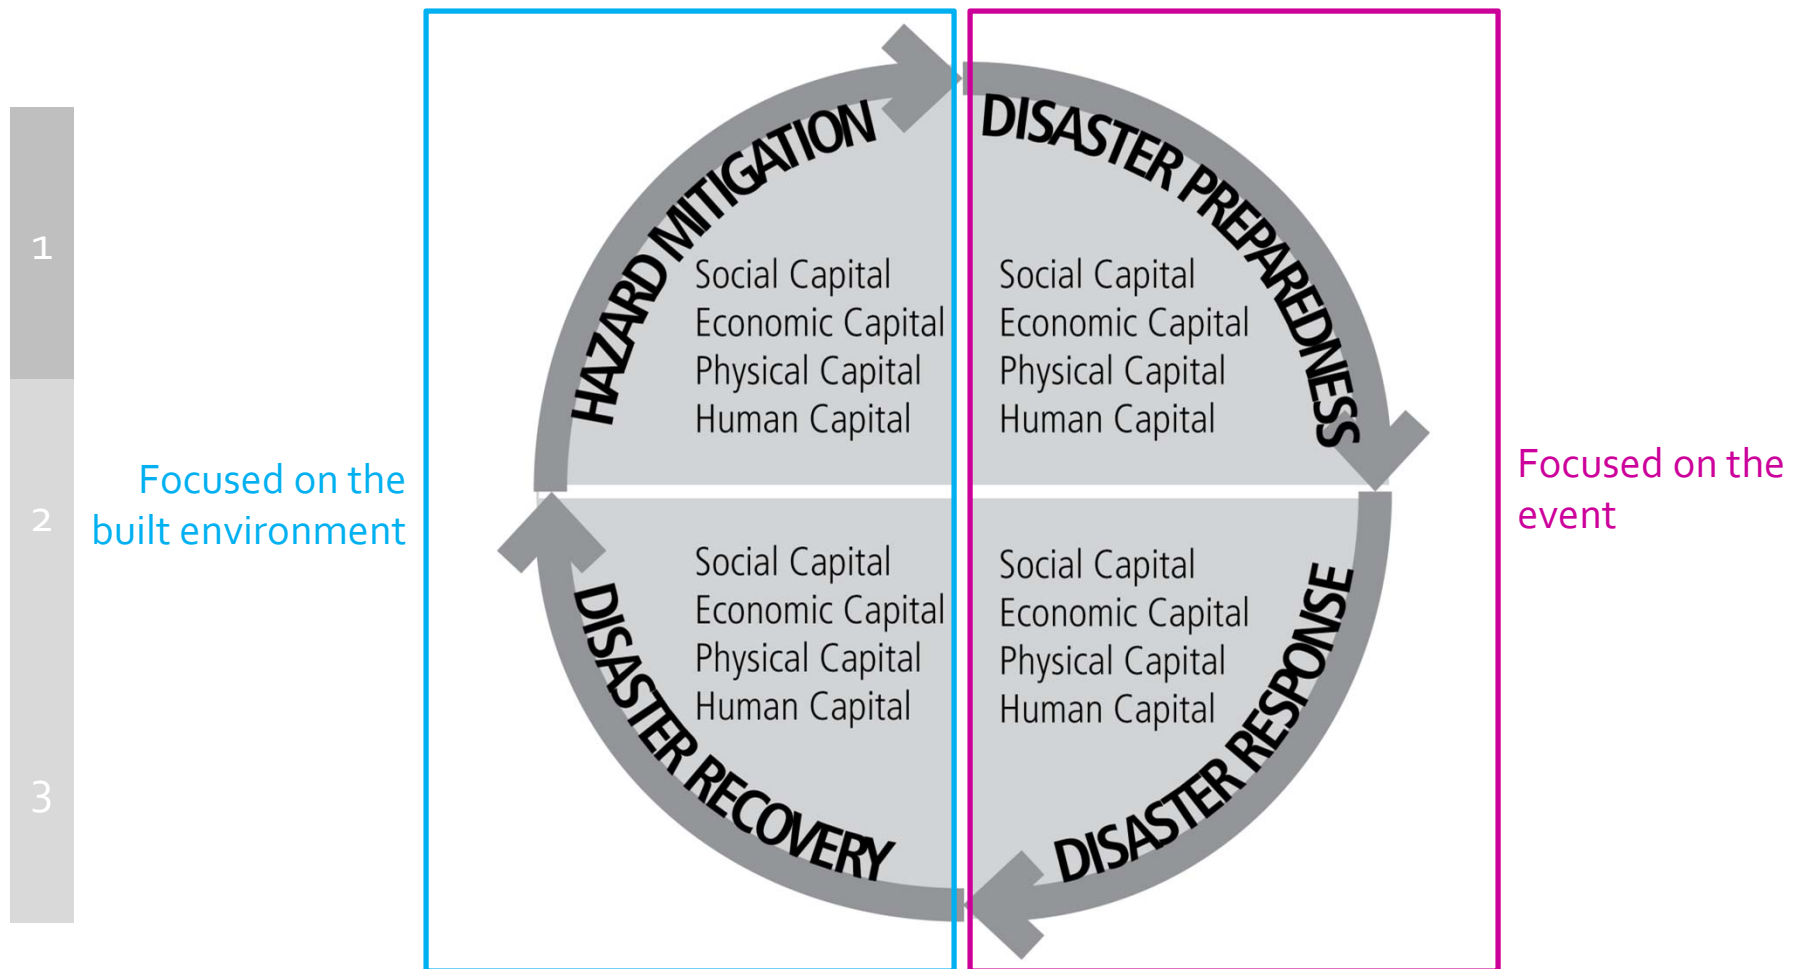 1
2
3
Focused on the
built environment
HAZARD MITIGATION
Social Capital
Economic Capital
Physical Capital
Human Capital
DISASTER PREPAREDNESS
Social Capital
Economic Capital
Physical Capital
Human Capital
DISASTER RECOVERY
Social Capital
Economic Capital
Physical Capital
Human Capital
DISASTER RESPONSE
Social Capital
Economic Capital
Physical Capital
Human Capital
Focused on the
event